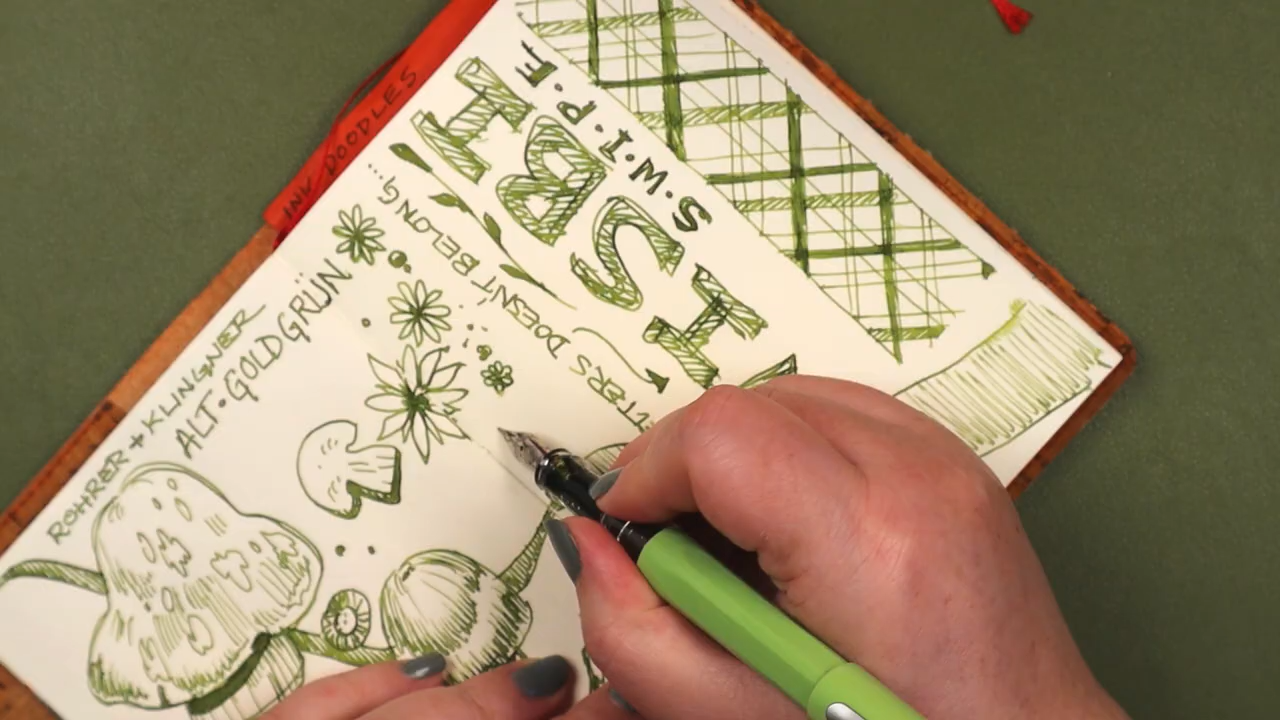 INK DOODLES
ROHRER + KLINGNER
ALT·GOLDGRÜN
S·W·I·P·E
DOESN'T BELONG...